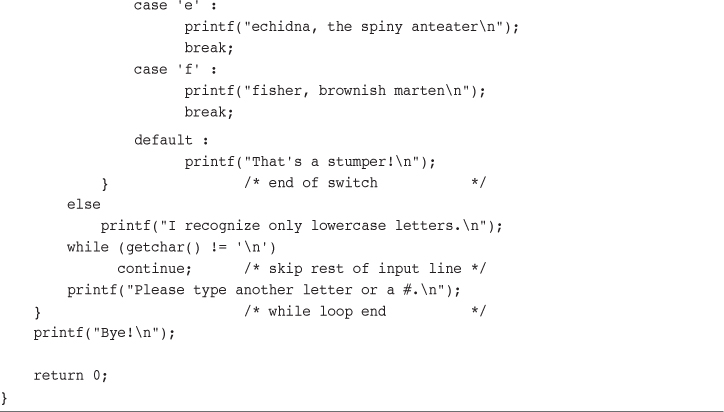 case 'e' :
                      printf("echidna, the spiny anteater\n");
                      break;
                case 'f' :
                      printf("fisher, brownish marten\n");
                      break;
                default :
                      printf("That's a stumper!\n");
            }                /* end of switch           */
        else
            printf("I recognize only lowercase letters.\n");
        while (getchar() != '\n')
              continue;      /* skip rest of input line */
        printf("Please type another letter or a #.\n");
    }                        /* while loop end          */
    printf("Bye!\n");
    return 0;
}